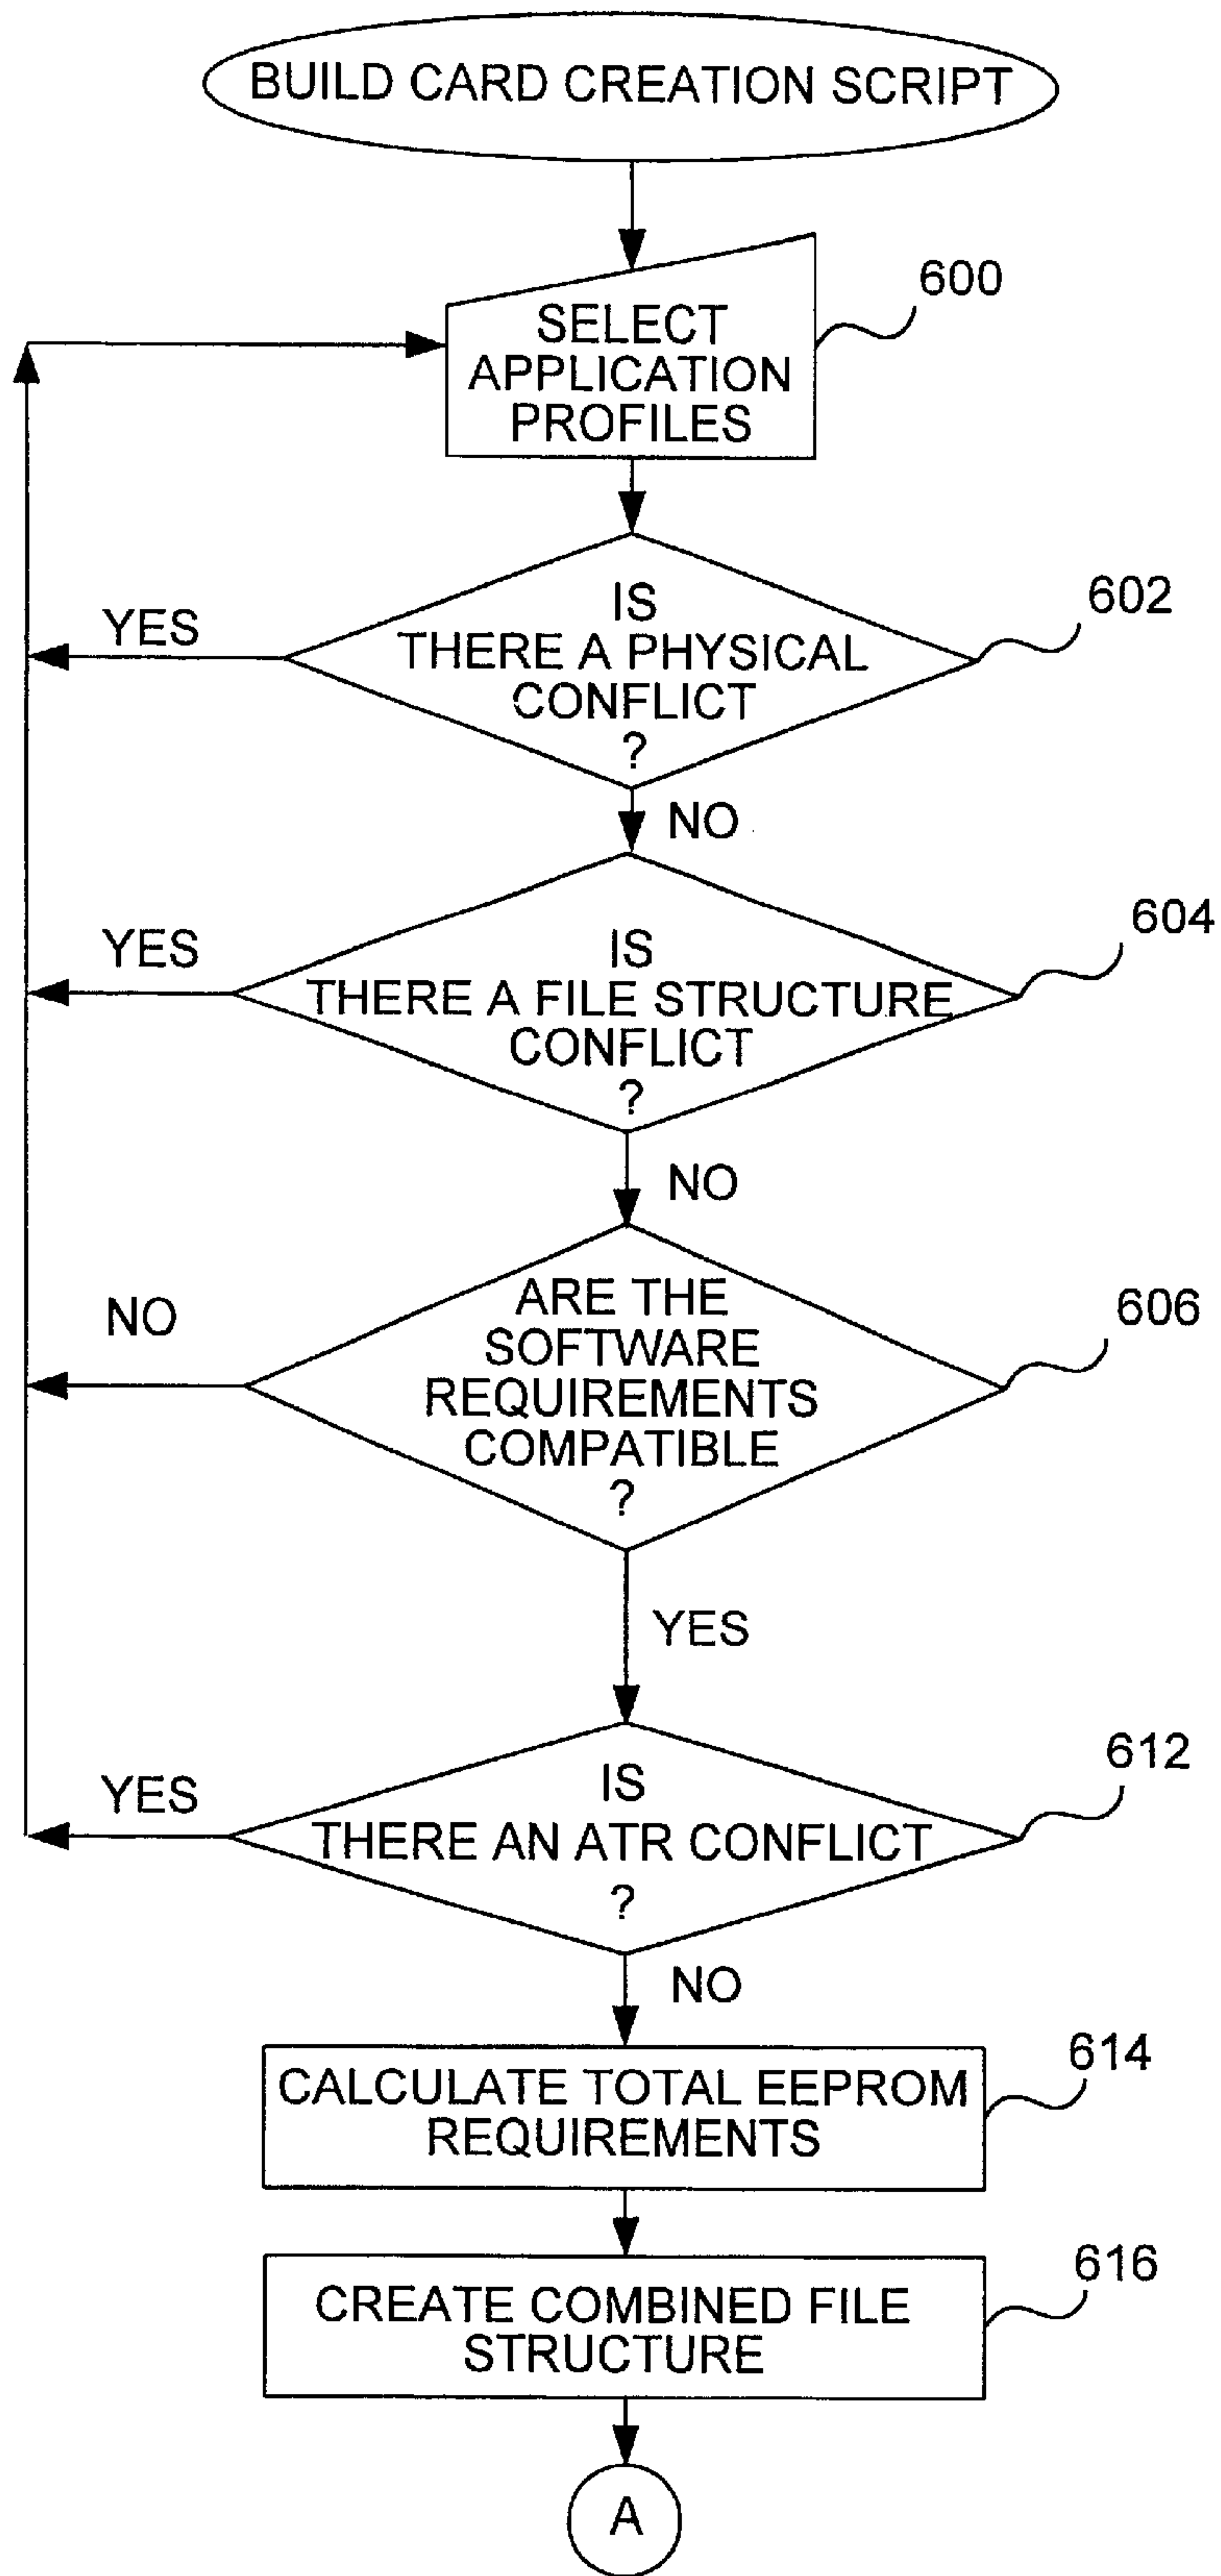 BUILD CARD CREATION SCRIPT
600
SELECT
APPLICATION
PROFILES
602
IS
THERE A PHYSICAL
CONFLICT
?
YES
NO
604
IS
THERE A FILE STRUCTURE
CONFLICT
?
YES
NO
606
ARE THE
SOFTWARE
REQUIREMENTS
COMPATIBLE
?
NO
YES
612
IS
THERE AN ATR CONFLICT
?
YES
NO
614
CALCULATE TOTAL EEPROM
REQUIREMENTS
616
CREATE COMBINED FILE
STRUCTURE
A